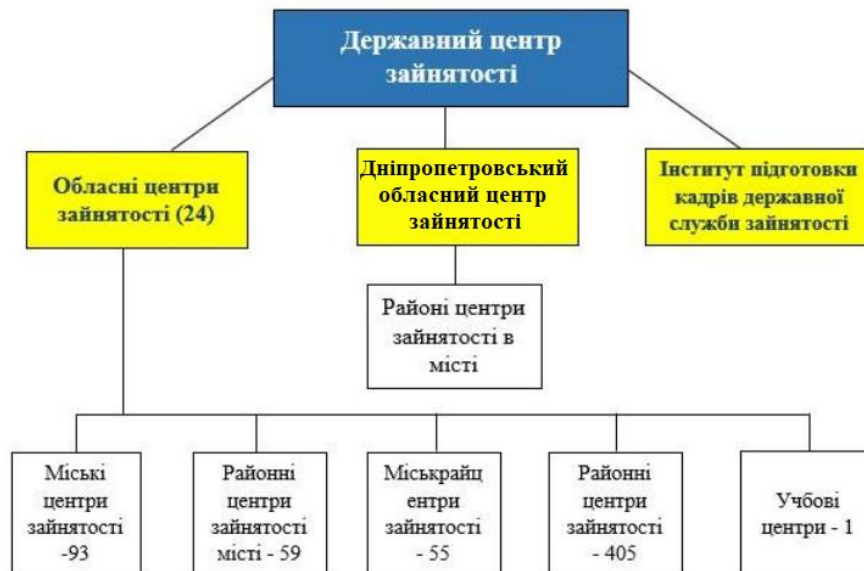 Державний центр
зайнятості
Обласні центри
зайнятості (24)
Дніпропетровський
обласний центр
зайнятості
Інститут підготовки
кадрів державної
служби зайнятості
Районі центри
зайнятості в
місті
Міські
центри
зайнятості
-93
Районні
центри
зайнятості
місті - 59
Міськрайц
ентри
зайнятості
- 55
Районні
центри
зайнятості
- 405
Учбові
центри - 1